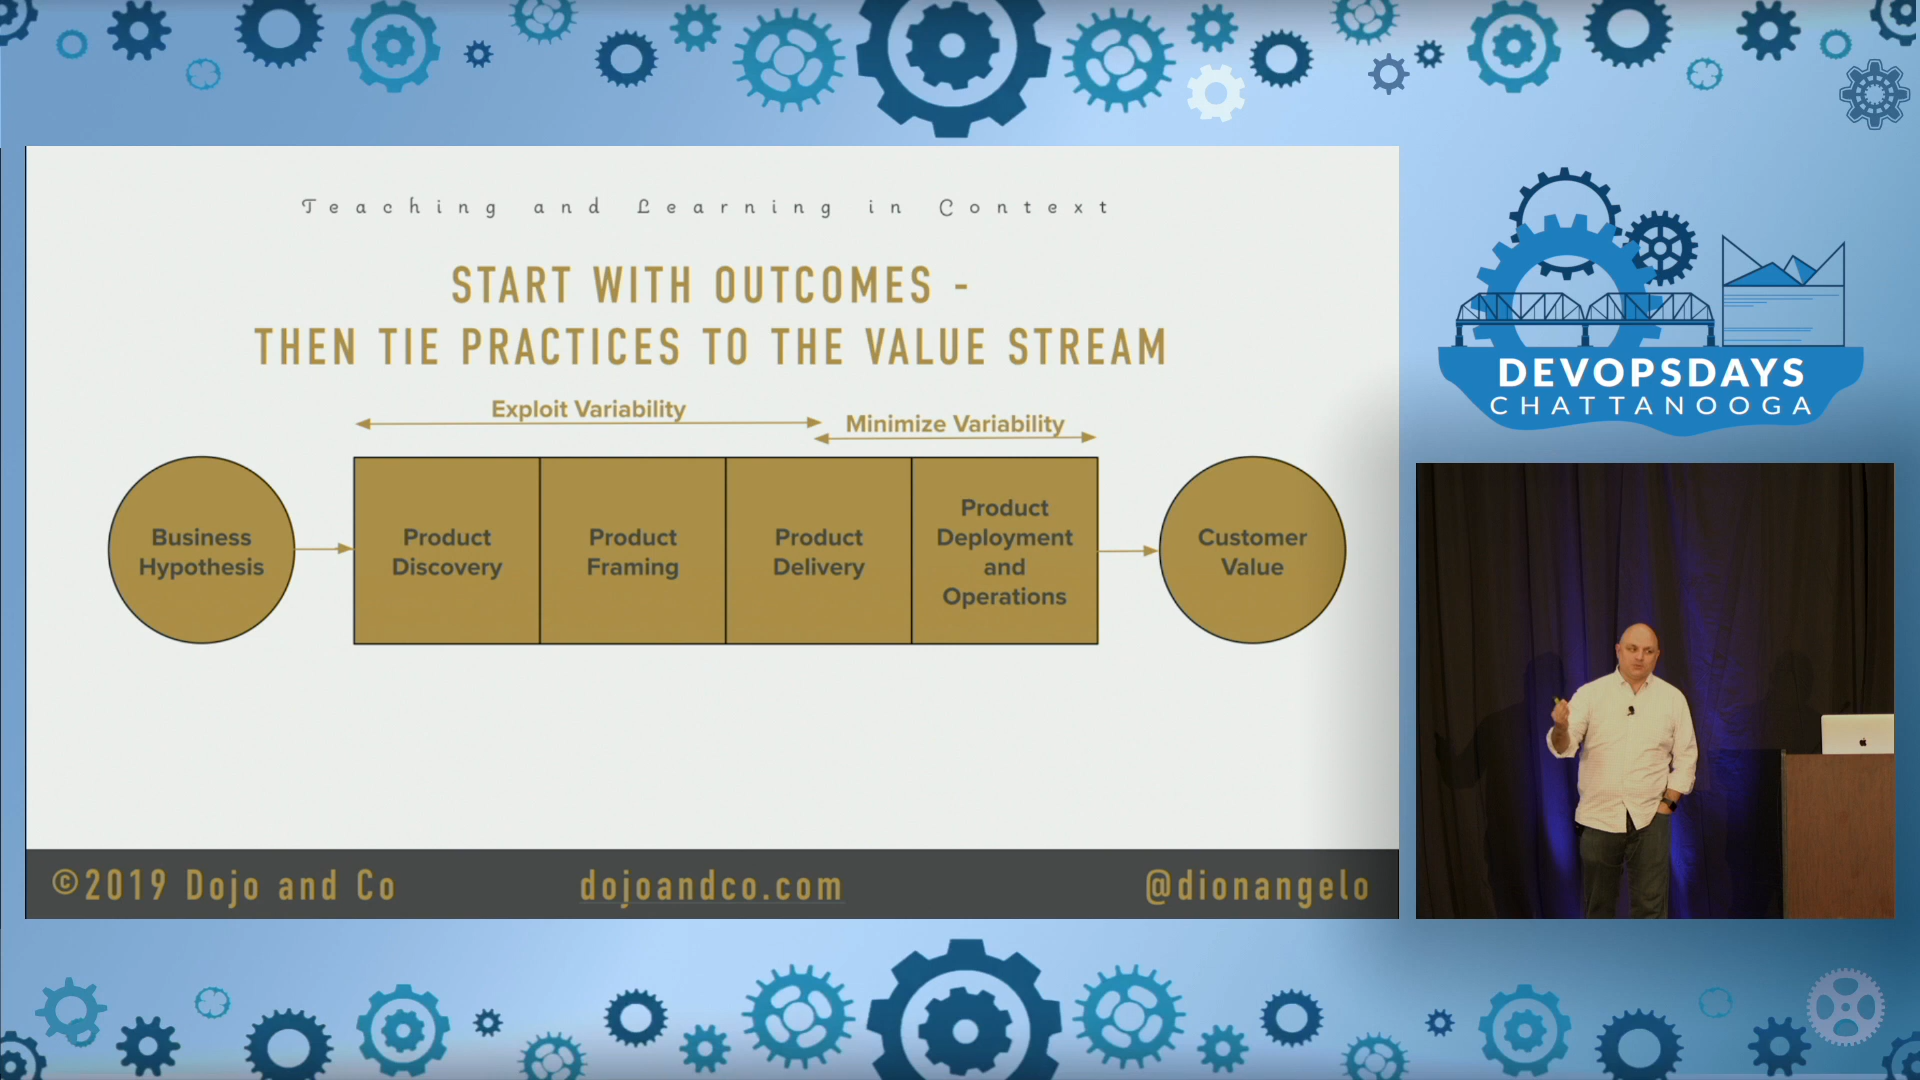 Teaching and Learning in Context
START WITH OUTCOMES -
THEN TIE PRACTICES TO THE VALUE STREAM
Exploit Variability
Minimize Variability
Business
Hypothesis
Product
Discovery
Product
Framing
Product
Delivery
Product
Deployment
and
Operations
Customer
Value
©2019 Dojo and Co
dojoandco.com
@dionangelo
DEVOPSDAYS
CHATTANOOGA